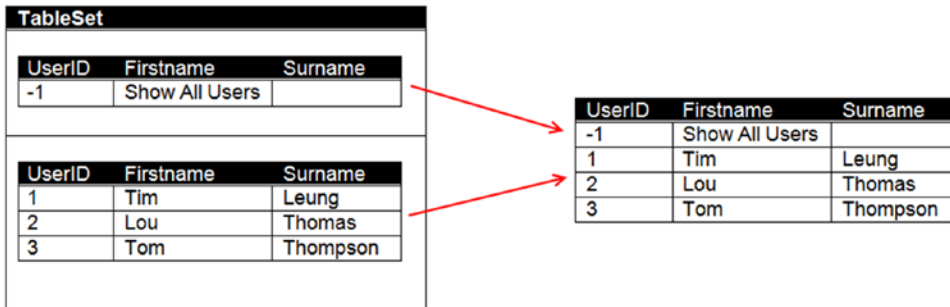 TableSet
UserID Firstname Surname
-1 Show All Users
UserID Firstname Surname
1 Tim Leung
2 Lou Thomas
3 Tom Thompson
UserID Firstname Surname
-1 Show All Users
1 Tim Leung
2 Lou Thomas
3 Tom Thompson